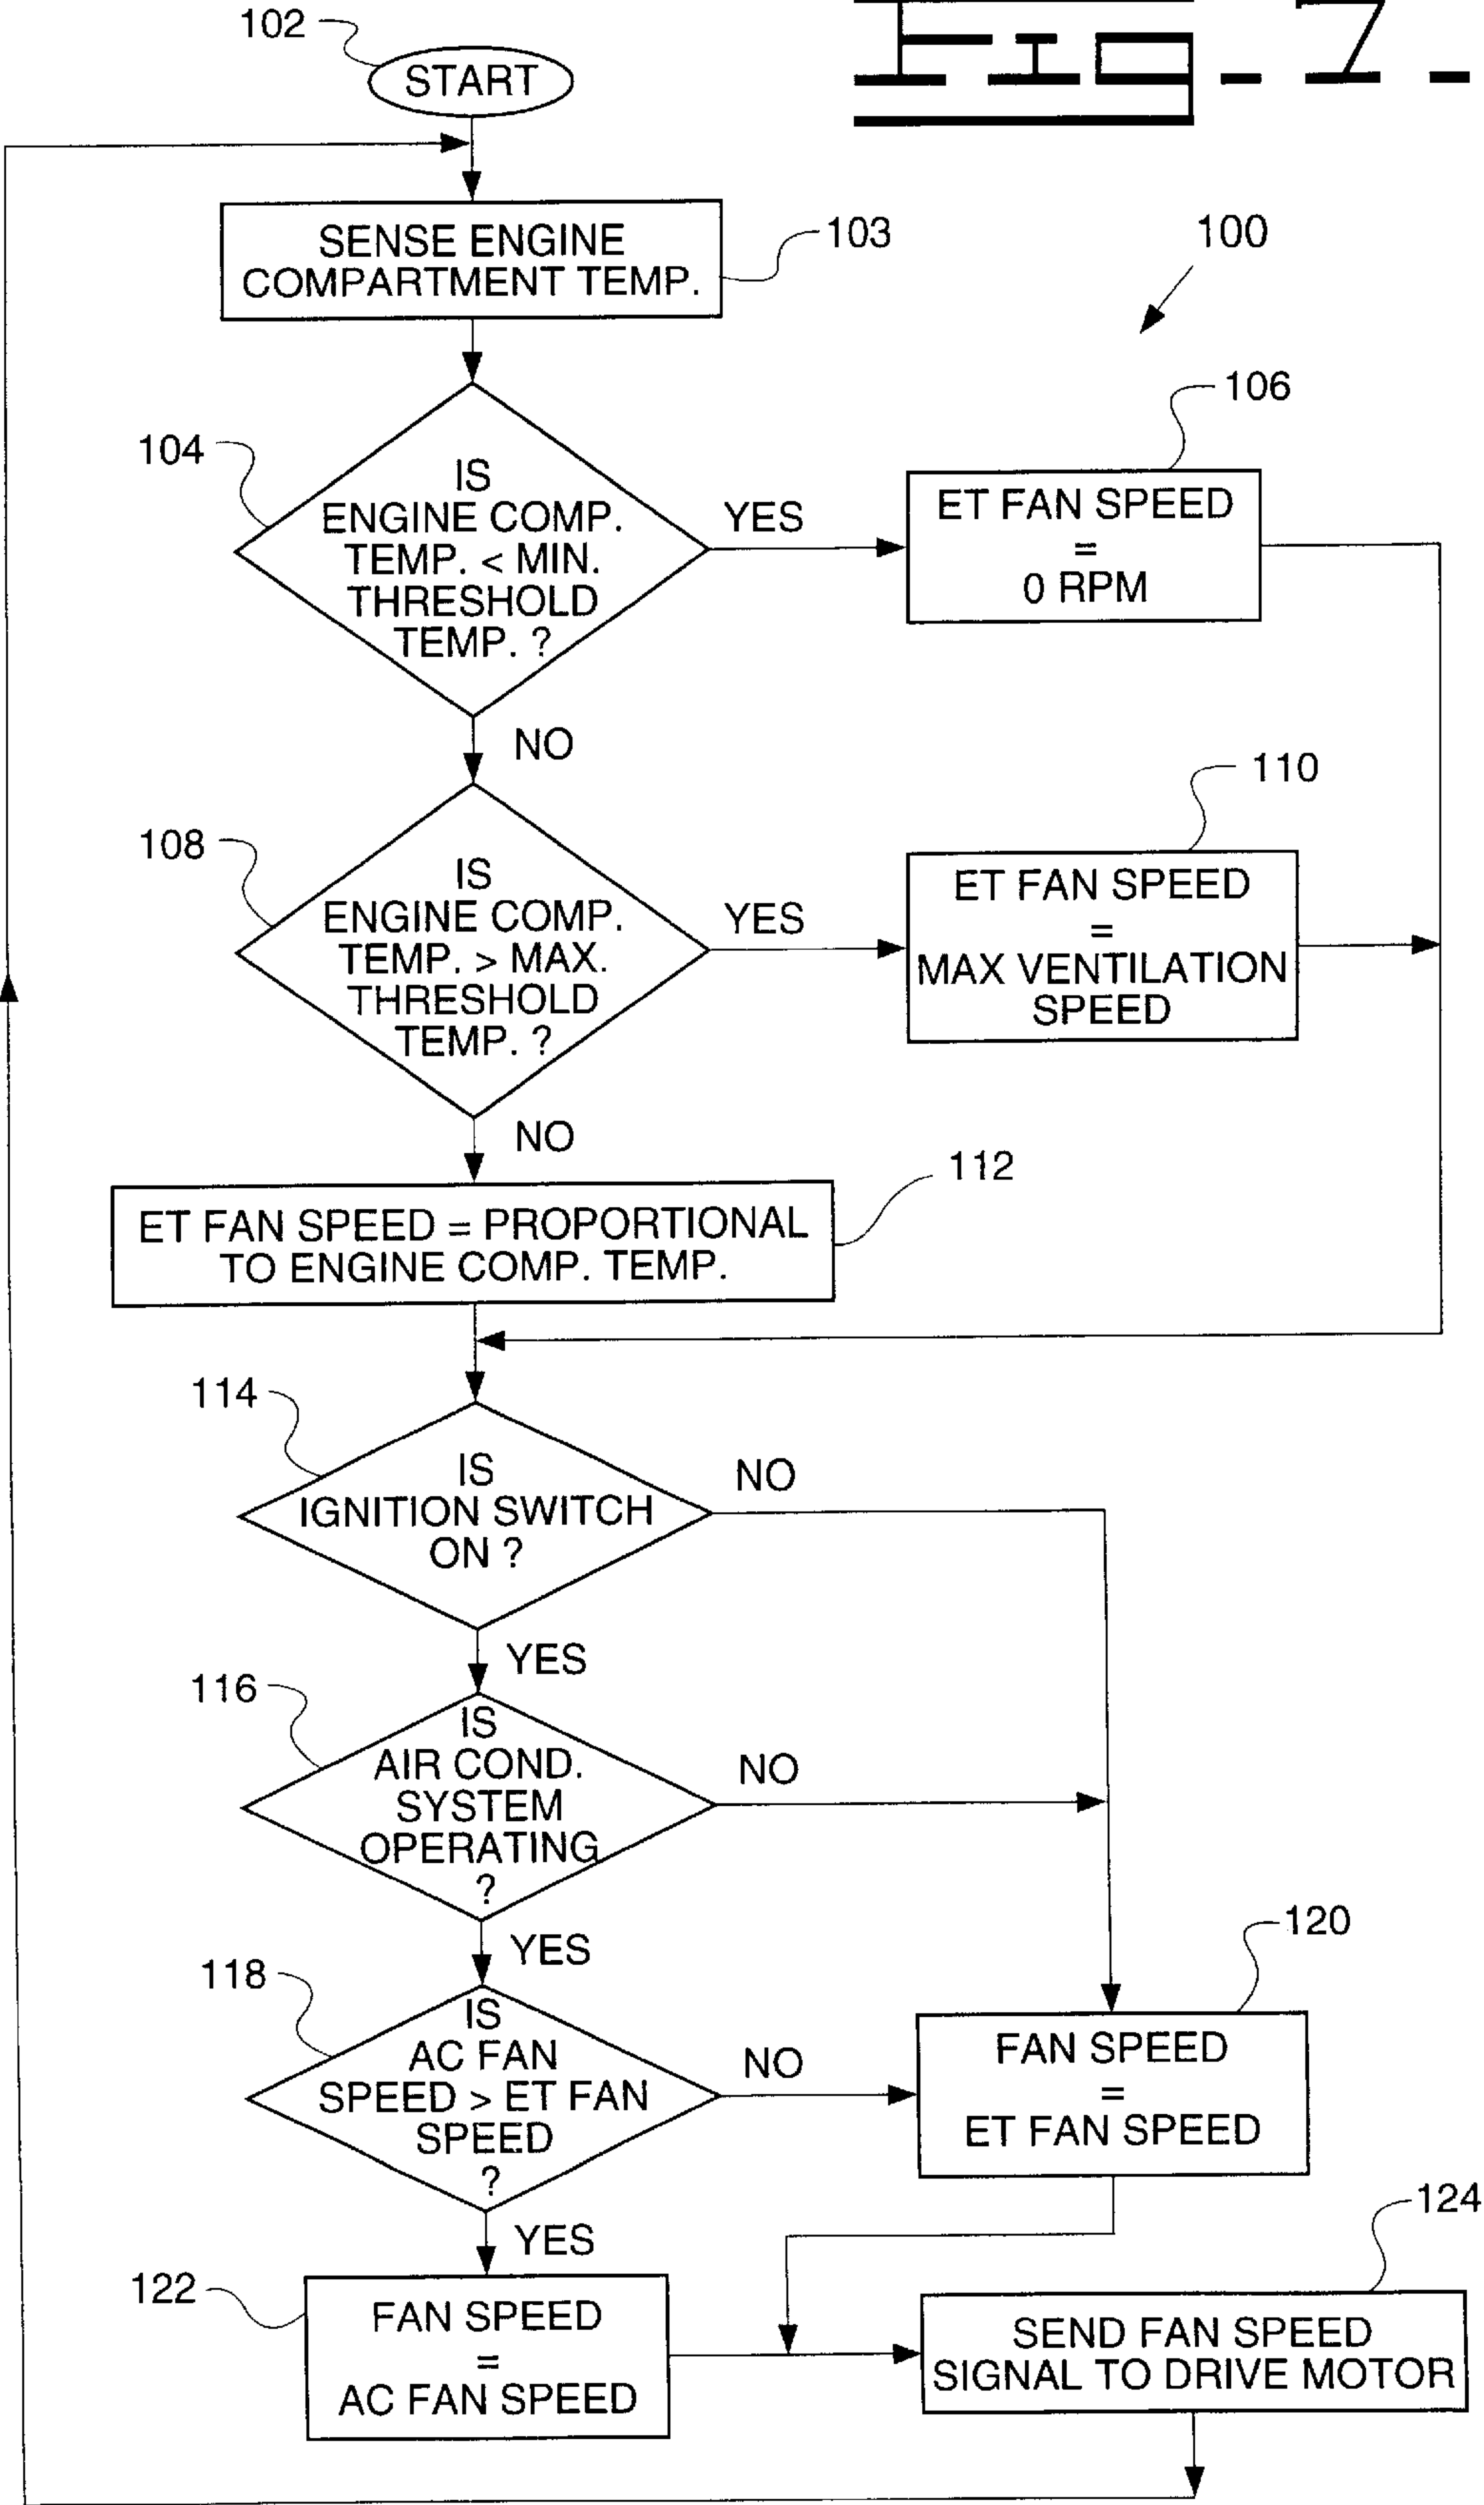 Fig. 7.
102
START
SENSE ENGINE
COMPARTMENT TEMP.
103
100
104
IS
ENGINE COMP.
TEMP. < MIN.
THRESHOLD
TEMP. ?
YES
106
ET FAN SPEED
=
0 RPM
NO
108
IS
ENGINE COMP.
TEMP. > MAX.
THRESHOLD
TEMP. ?
YES
110
ET FAN SPEED
=
MAX VENTILATION
SPEED
NO
112
ET FAN SPEED = PROPORTIONAL
TO ENGINE COMP. TEMP.
114
IS
IGNITION SWITCH
ON ?
NO
YES
116
IS
AIR COND.
SYSTEM
OPERATING
?
NO
YES
118
IS
AC FAN
SPEED > ET FAN
SPEED
?
NO
120
FAN SPEED
=
ET FAN SPEED
YES
122
FAN SPEED
=
AC FAN SPEED
124
SEND FAN SPEED
SIGNAL TO DRIVE MOTOR